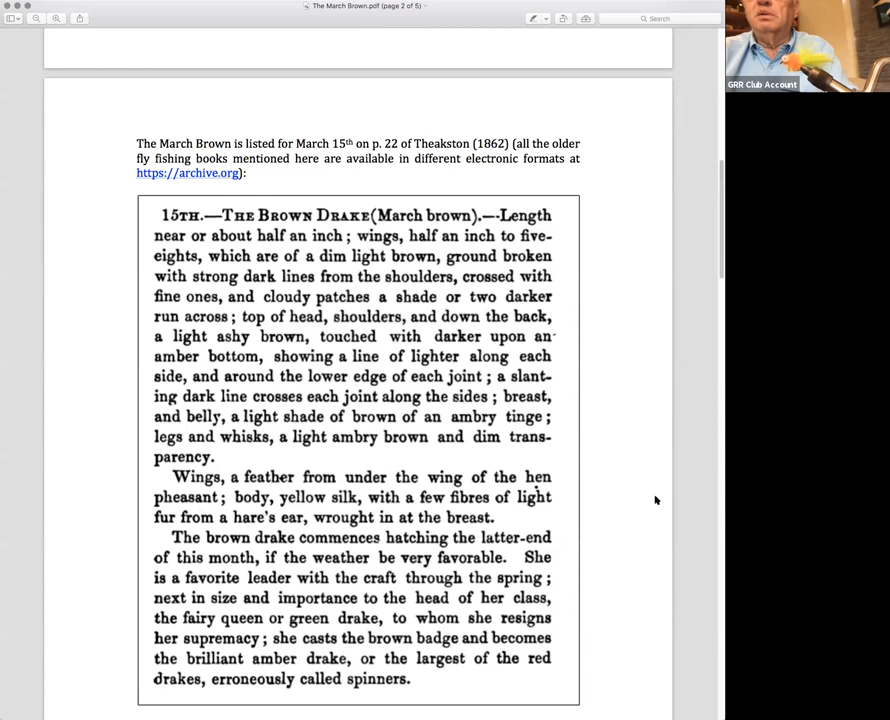 The March Brown.pdf (page 2 of 5)
Search
GRR Club Account
The March Brown is listed for March 15th on p. 22 of Theakston (1862) (all the older
fly fishing books mentioned here are available in different electronic formats at
https://archive.org):
15TH.—THE BROWN DRAKE(March brown).—-Length
near or about half an inch; wings, half an inch to five-
eights, which are of a dim light brown, ground broken
with strong dark lines from the shoulders, crossed with
fine ones, and cloudy patches a shade or two darker
run across; top of head, shoulders, and down the back,
a light ashy brown, touched with darker upon an
amber bottom, showing a line of lighter along each
side, and around the lower edge of each joint; a slant-
ing dark line crosses each joint along the sides; breast,
and belly, a light shade of brown of an ambry tinge;
legs and whisks, a light ambry brown and dim trans-
parency.
Wings, a feather from under the wing of the hen
pheasant; body, yellow silk, with a few fibres of light
fur from a hare's ear, wrought in at the breast.
The brown drake commences hatching the latter-end
of this month, if the weather be very favorable. She
is a favorite leader with the craft through the spring;
next in size and importance to the head of her class,
the fairy queen or green drake, to whom she resigns
her supremacy; she casts the brown badge and becomes
the brilliant amber drake, or the largest of the red
drakes, erroneously called spinners.